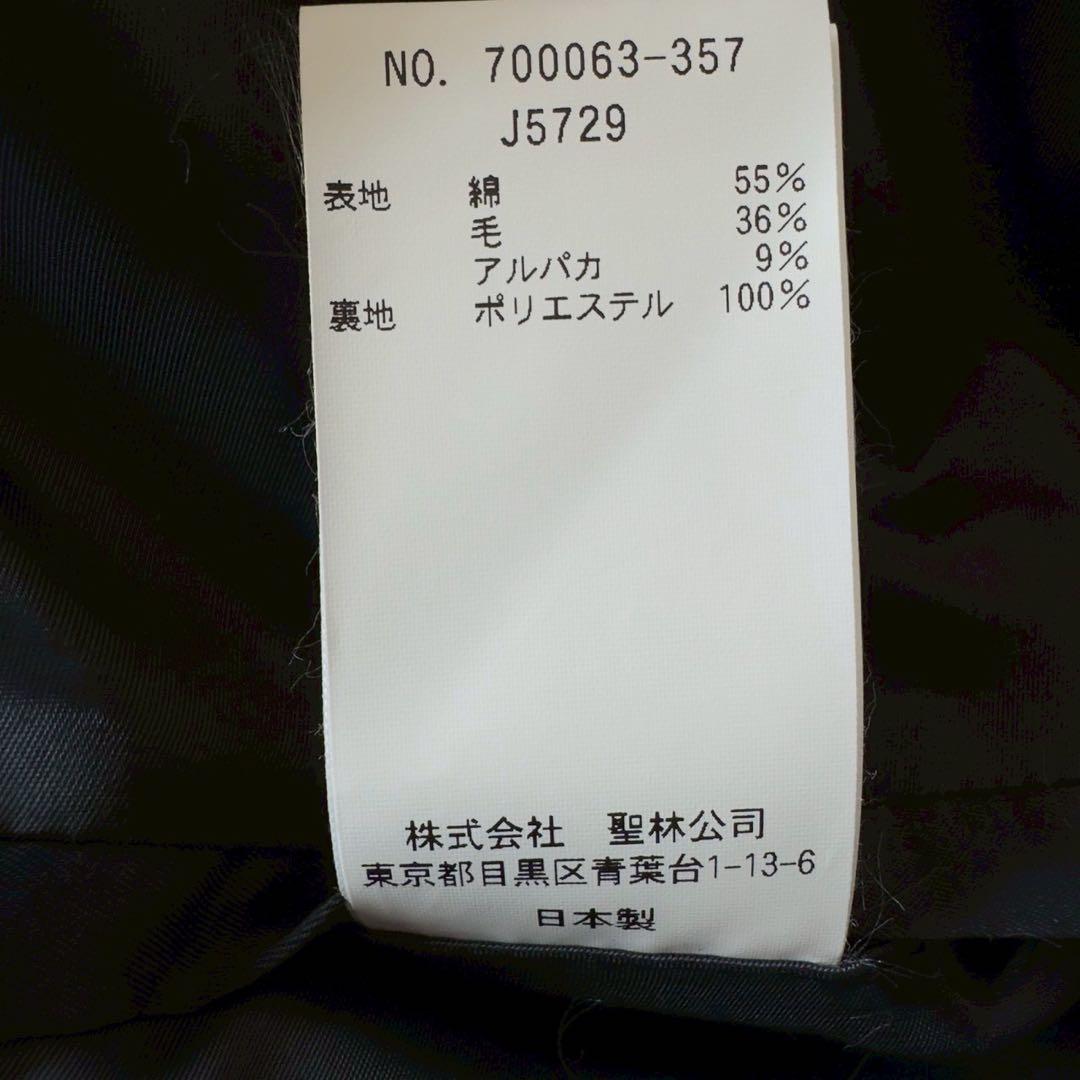 NO. 700063-357
J5729
表地 綿 55%
毛 36%
アルパカ 9%
裏地 ポリエステル 100%
株式会社 聖林公司
東京都目黒区青葉台1-13-6
日本製